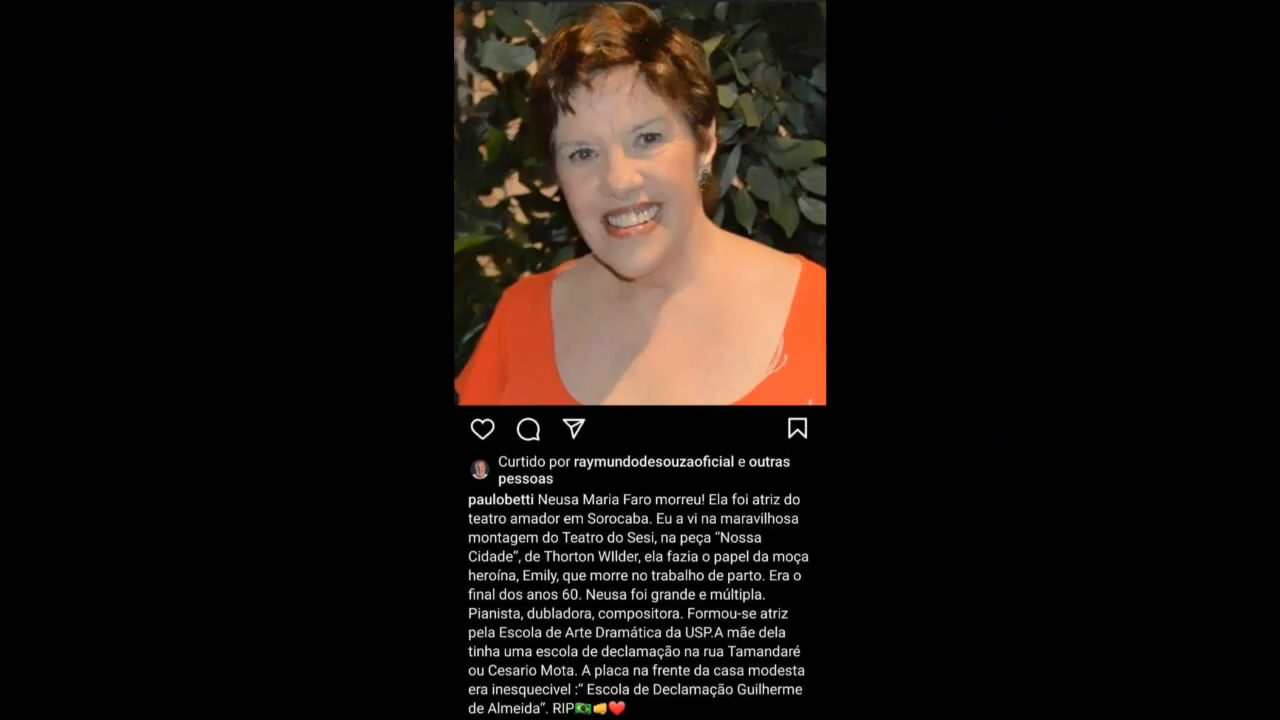 Curtido por raymundodesouzaoficial e outras
pessoas
paulobetti Neusa Maria Faro morreu! Ela foi atriz do
teatro amador em Sorocaba. Eu a vi na maravilhosa
montagem do Teatro do Sesi, na peça “Nossa
Cidade”, de Thorton WIlder, ela fazia o papel da moça
heroína, Emily, que morre no trabalho de parto. Era o
final dos anos 60. Neusa foi grande e múltipla.
Pianista, dubladora, compositora. Formou-se atriz
pela Escola de Arte Dramática da USP.A mãe dela
tinha uma escola de declamação na rua Tamandaré
ou Cesario Mota. A placa na frente da casa modesta
era inesquecivel :“ Escola de Declamação Guilherme
de Almeida”. RIP🇧🇷👊❤️